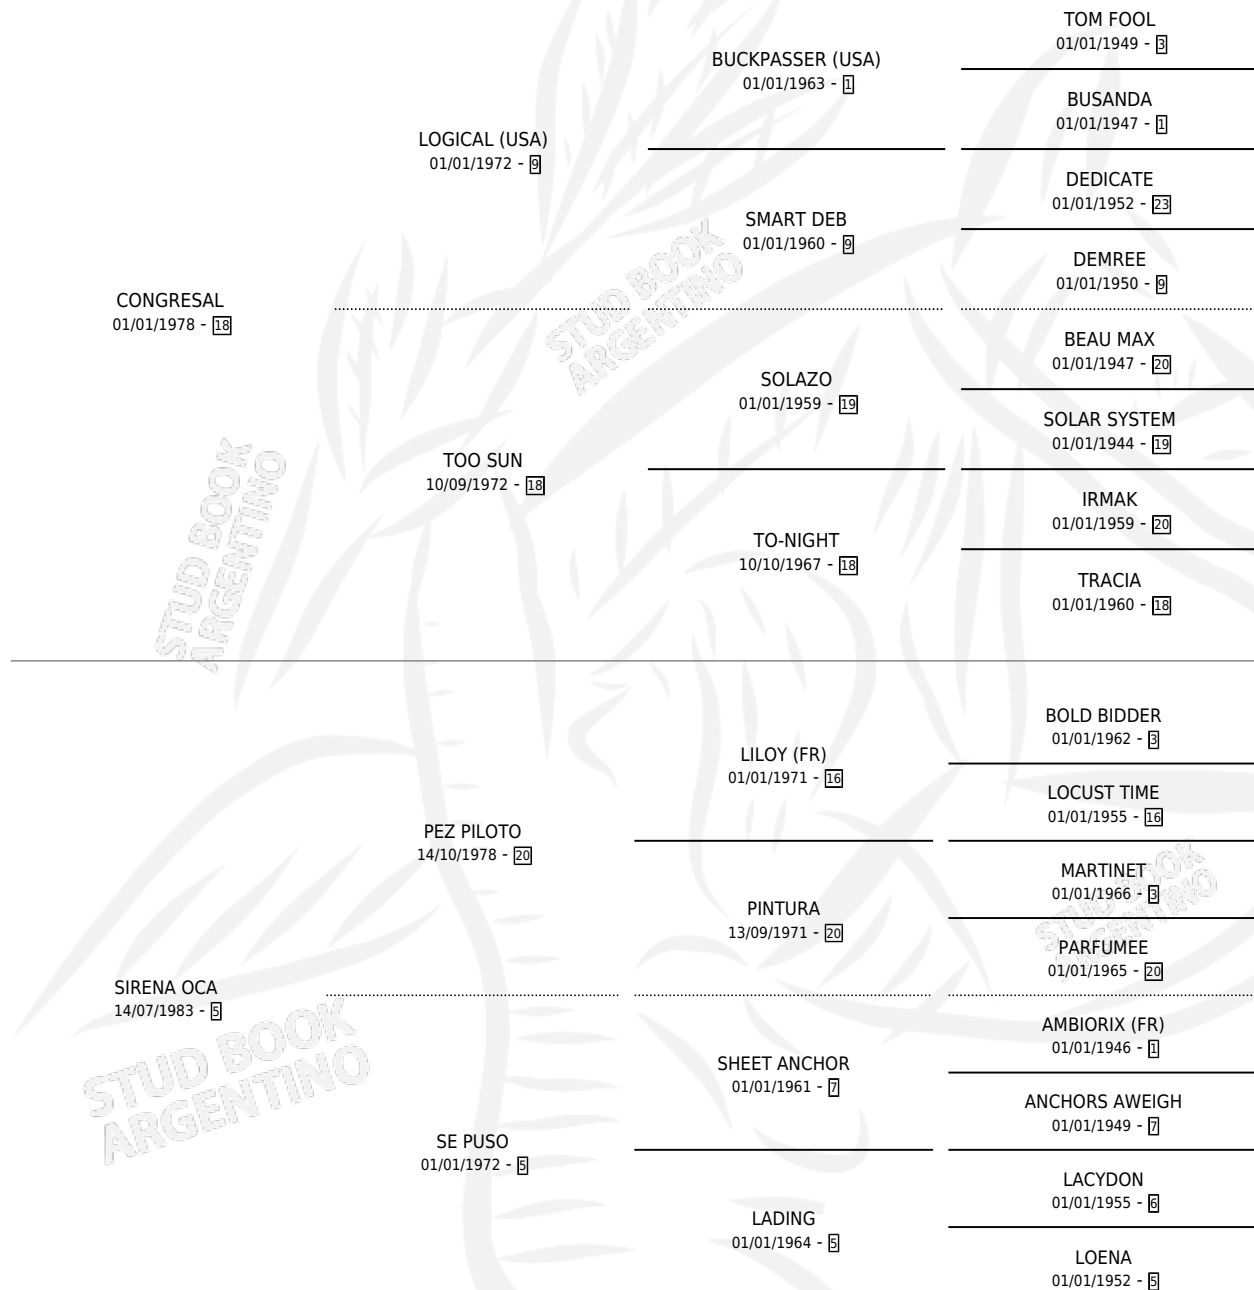 TOM FOOL
01/01/1949 - 3
BUCKPASSER (USA)
01/01/1963 - 1
BUSANDA
01/01/1947 - 1
LOGICAL (USA)
01/01/1972 - 9
DEDICATE
01/01/1952 - 23
SMART DEB
01/01/1960 - 9
DEMREE
01/01/1950 - 9
CONGRESAL
01/01/1978 - 18
BEAU MAX
01/01/1947 - 20
SOLAZO
01/01/1959 - 19
SOLAR SYSTEM
01/01/1944 - 19
TOO SUN
10/09/1972 - 18
IRMAK
01/01/1959 - 20
TO-NIGHT
10/10/1967 - 18
TRACIA
01/01/1960 - 18
BOLD BIDDER
01/01/1962 - 3
LILOY (FR)
01/01/1971 - 16
LOCUST TIME
01/01/1955 - 16
PEZ PILOTO
14/10/1978 - 20
MARTINET
01/01/1966 - 3
PINTURA
13/09/1971 - 20
PARFUMEE
01/01/1965 - 20
SIRENA OCA
14/07/1983 - 5
AMBIORIX (FR)
01/01/1946 - 1
SHEET ANCHOR
01/01/1961 - 7
ANCHORS AWEIGH
01/01/1949 - 7
SE PUSO
01/01/1972 - 5
LACYDON
01/01/1955 - 6
LADING
01/01/1964 - 5
LOENA
01/01/1952 - 5
STUD BOOK
ARGENTINO
STUD BOOK
ARGENTINO
STUD BOOK
ARGENTINO
STUD BOOK
ARGENTINO